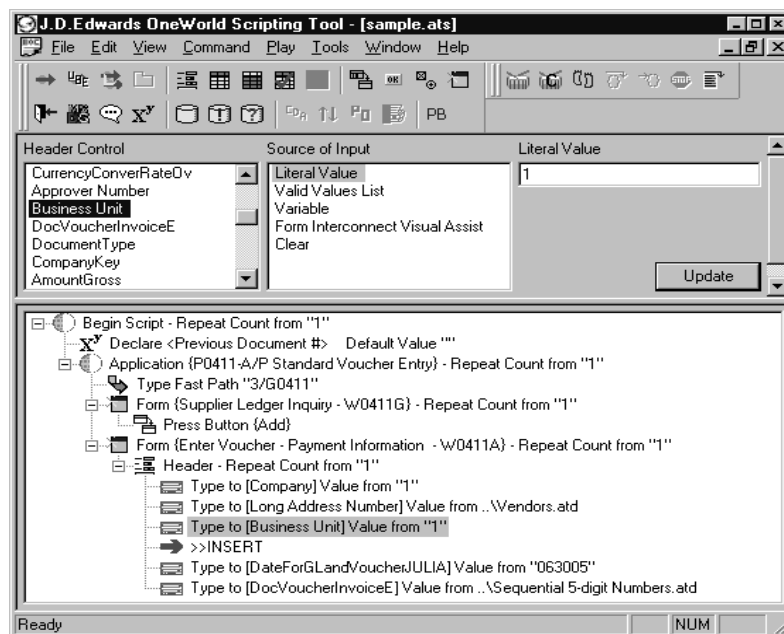 J.D.Edwards OneWorld Scripting Tool - [sample.ats]
File Edit View Command Play Tools Window Help
UBE OK STOP
x^y CDA PO PB
Header Control Source of Input Literal Value
CurrencyConverRateOv
Approver Number
Business Unit
DocVoucherInvoiceE
DocumentType
CompanyKey
AmountGross
Literal Value
Valid Values List
Variable
Form Interconnect Visual Assist
Clear
1
Update
Begin Script - Repeat Count from "1"
x^y Declare <Previous Document #> Default Value ""
Application {P0411-A/P Standard Voucher Entry} - Repeat Count from "1"
Type Fast Path "3/G0411"
Form {Supplier Ledger Inquiry - W0411G} - Repeat Count from "1"
Press Button {Add}
Form {Enter Voucher - Payment Information - W0411A} - Repeat Count from "1"
Header - Repeat Count from "1"
Type to [Company] Value from "1"
Type to [Long Address Number] Value from ..\Vendors.atd
Type to [Business Unit] Value from "1"
>>INSERT
Type to [DateForGLandVoucherJULIA] Value from "063005"
Type to [DocVoucherInvoiceE] Value from ..\Sequential 5-digit Numbers.atd
Ready NUM